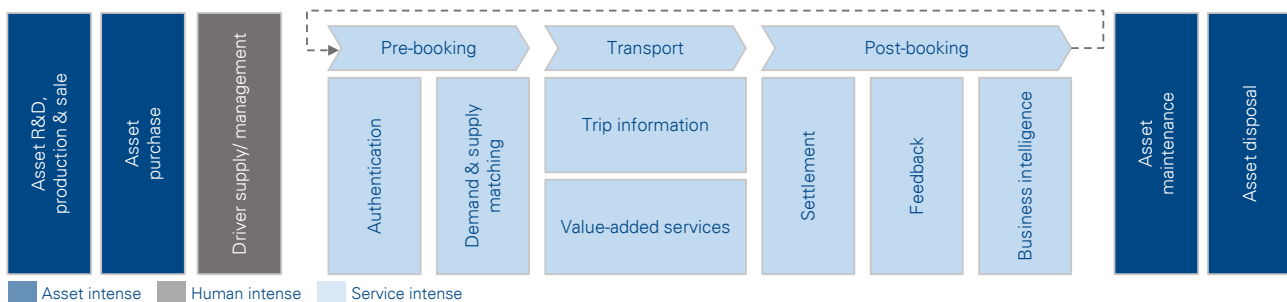 Asset R&D,
production & sale
Asset
purchase
Driver supply/ management
Pre-booking
Transport
Post-booking
Authentication
Demand & supply
matching
Trip information
Value-added services
Settlement
Feedback
Business intelligence
Asset
maintenance
Asset disposal
Asset intense
Human intense
Service intense